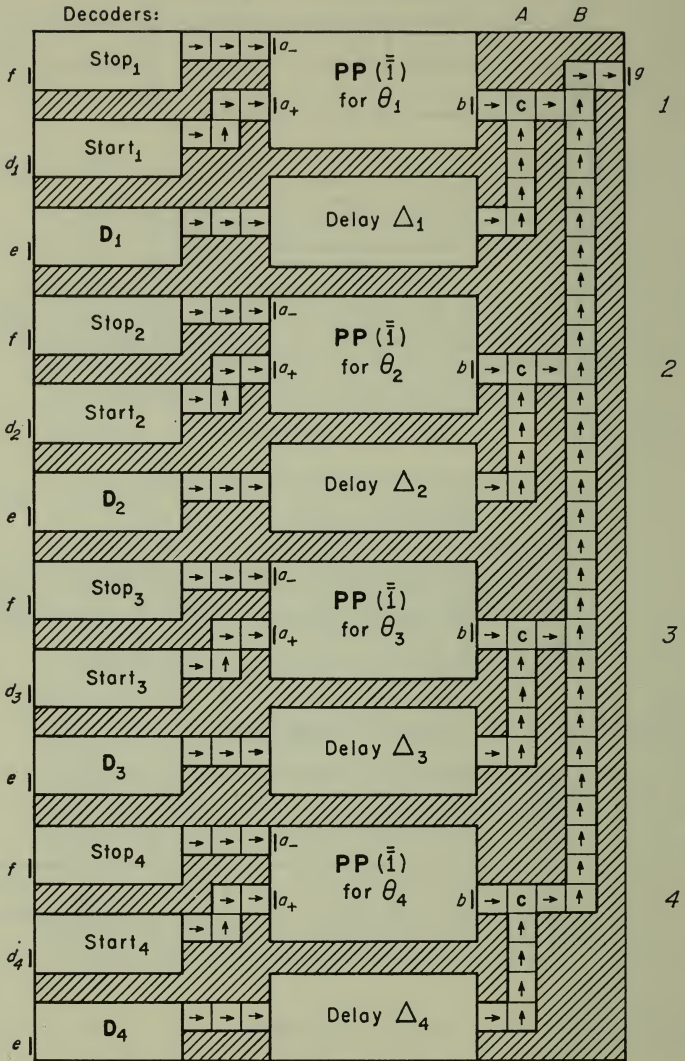 Decoders: A B
f Stop₁ a₋ PP (1̿) g
for θ₁ 1
d₁ Start₁ a₊ b C
e D₁ Delay Δ₁
f Stop₂ a₋ PP (1̿)
for θ₂ 2
d₂ Start₂ a₊ b C
e D₂ Delay Δ₂
f Stop₃ a₋ PP (1̿)
for θ₃ 3
d₃ Start₃ a₊ b C
e D₃ Delay Δ₃
f Stop₄ a₋ PP (1̿)
for θ₄ 4
d₄ Start₄ a₊ b C
e D₄ Delay Δ₄